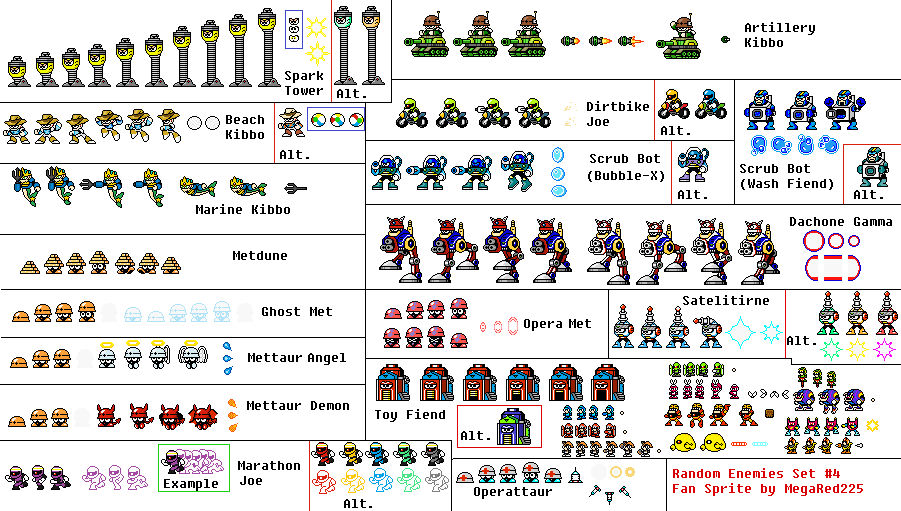 Spark
Tower
Alt.
Artillery
Kibbo
Beach
Kibbo
Alt.
Dirtbike
Joe
Alt.
Scrub Bot
(Bubble-X)
Alt.
Scrub Bot
(Wash Fiend)
Alt.
Marine Kibbo
Dachone Gamma
Metdune
Ghost Met
Opera Met
Satelitirne
Alt.
Mettaur Angel
Mettaur Demon
Toy Fiend
Alt.
Marathon
Joe
Example
Alt.
Operattaur
Random Enemies Set #4
Fan Sprite by MegaRed225